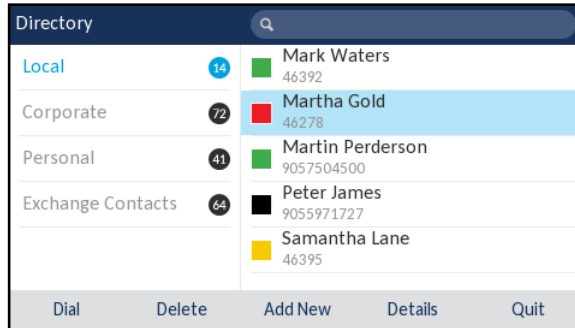 Directory
Local 14
Corporate 72
Personal 41
Exchange Contacts 64
Mark Waters
46392
Martha Gold
46278
Martin Perderson
9057504500
Peter James
9055971727
Samantha Lane
46395
Dial Delete Add New Details Quit